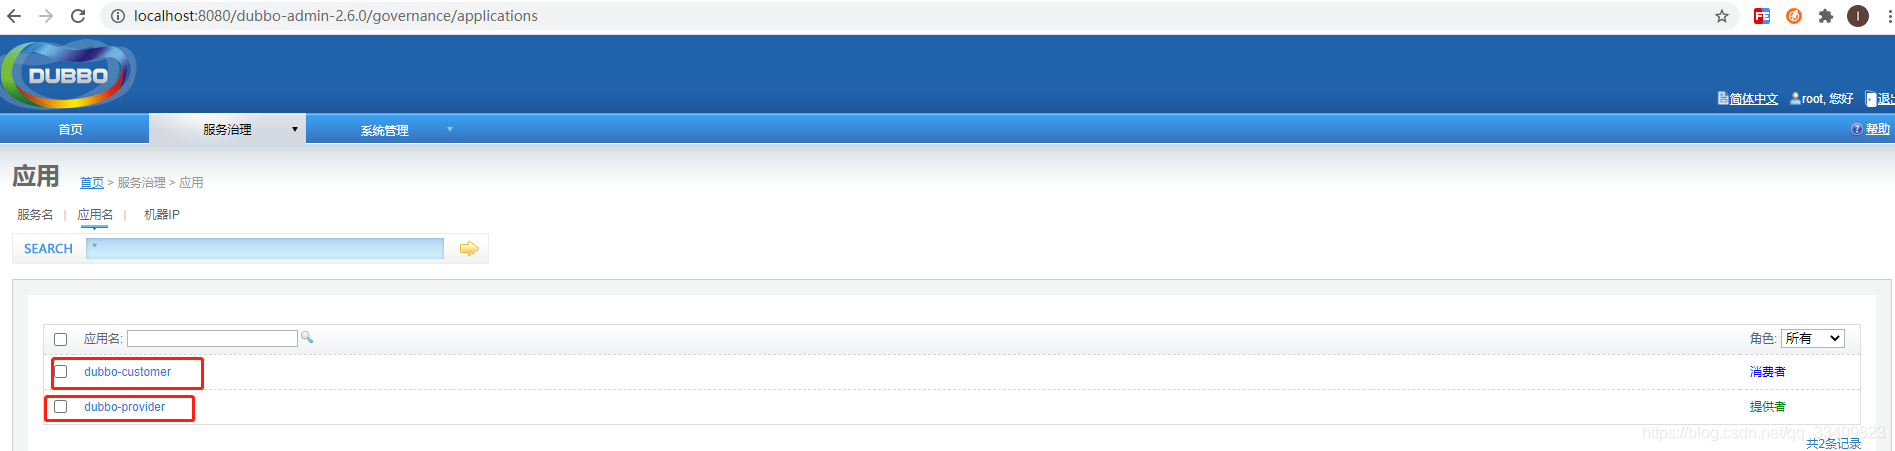 localhost:8080/dubbo-admin-2.6.0/governance/applications
DUBBO
简体中文 root, 您好 退出
首页 服务治理 系统管理 帮助
应用 首页 > 服务治理 > 应用
服务名 | 应用名 | 机器IP
SEARCH *
应用名: 角色: 所有
dubbo-customer 消费者
dubbo-provider 提供者
https://blog.csdn.net/qq_33409823
共2条记录